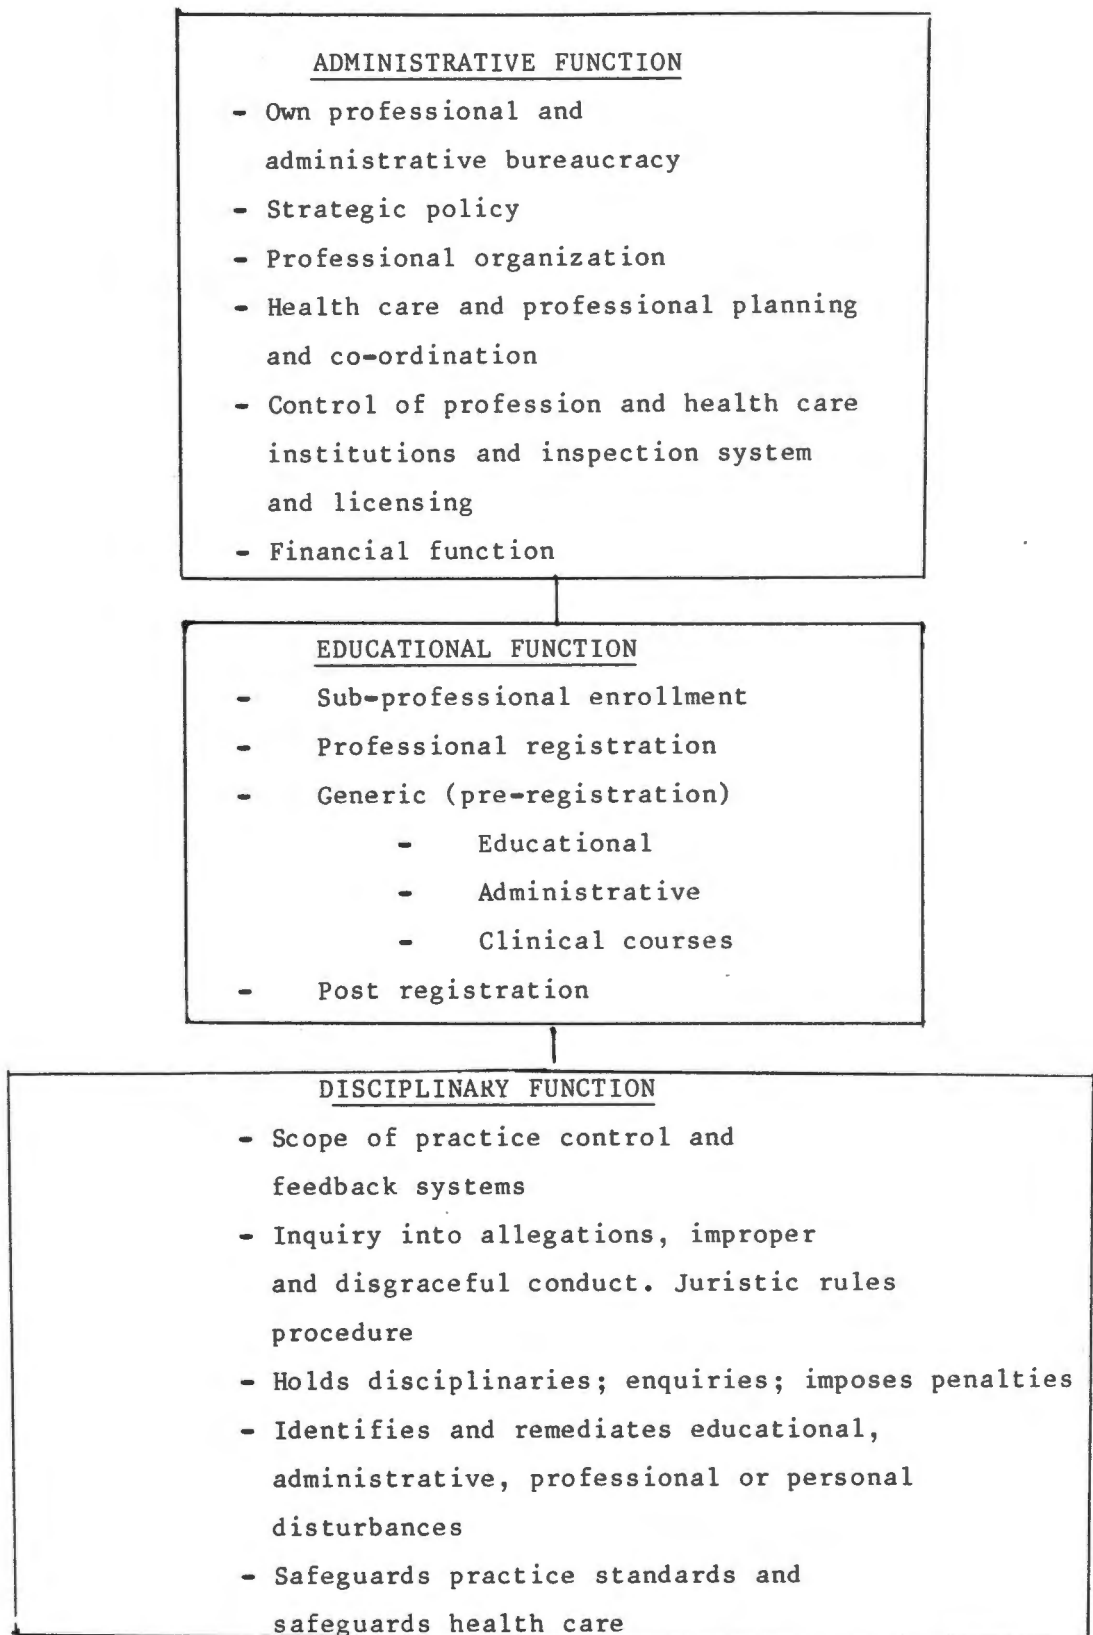 ADMINISTRATIVE FUNCTION
- Own professional and
administrative bureaucracy
- Strategic policy
- Professional organization
- Health care and professional planning
and co-ordination
- Control of profession and health care
institutions and inspection system
and licensing
- Financial function
EDUCATIONAL FUNCTION
- Sub-professional enrollment
- Professional registration
- Generic (pre-registration)
- Educational
- Administrative
- Clinical courses
- Post registration
DISCIPLINARY FUNCTION
- Scope of practice control and
feedback systems
- Inquiry into allegations, improper
and disgraceful conduct. Juristic rules
procedure
- Holds disciplinaries; enquiries; imposes penalties
- Identifies and remediates educational,
administrative, professional or personal
disturbances
- Safeguards practice standards and
safeguards health care